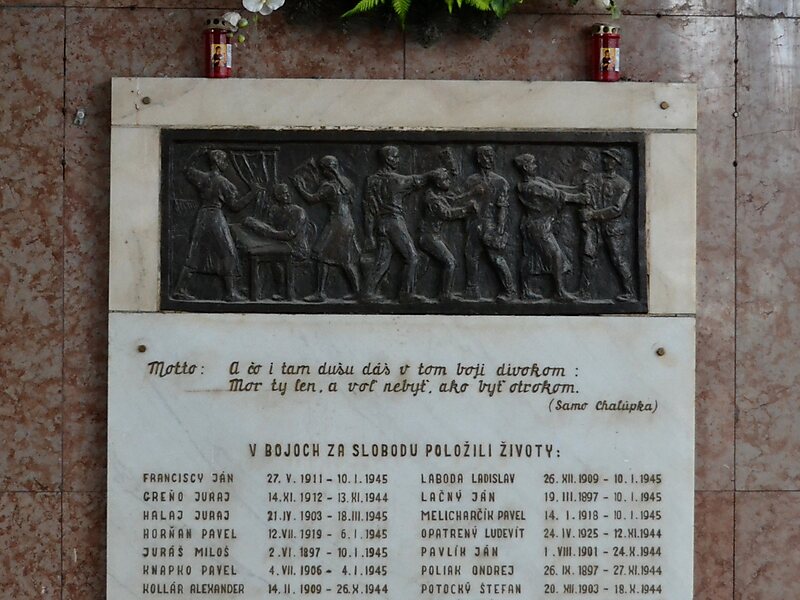 Motto: A čo i tam dušu dáš v tom boji divokom :
Mor ty len, a voľ nebyť, ako byť otrokom.
(Samo Chalúpka)
V BOJOCH ZA SLOBODU POLOŽILI ŽIVOTY:
FRANCISCY JÁN 27. V. 1911 - 10. I. 1945
GREŇO JURAJ 14. XI. 1912 - 13. XI. 1944
HALAJ JURAJ 21. IV. 1903 - 18. III. 1945
HORŇAN PAVEL 12. VII. 1919 - 6. I. 1945
JURÁŠ MILOŠ 2. VI. 1897 - 10. I. 1945
KNAPKO PAVEL 4. VII. 1906 - 4. I. 1945
KOLLÁR ALEXANDER 14. II. 1909 - 26. X. 1944
LABODA LADISLAV 26. XII. 1909 - 10. I. 1945
LAČNÝ JÁN 19. III. 1897 - 10. I. 1945
MELICHARČÍK PAVEL 14. I. 1918 - 10. I. 1945
OPATRENÝ LUDEVÍT 24. IV. 1925 - 12. XI. 1944
PAVLÍK JÁN 1. VIII. 1901 - 24. X. 1944
POLIAK ONDREJ 26. IX. 1897 - 27. XI. 1944
POTOCKÝ ŠTEFAN 20. XII. 1903 - 18. X. 1944